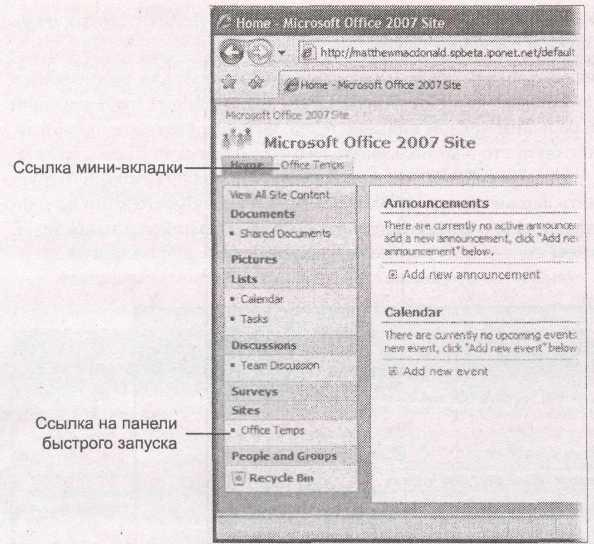 Home - Microsoft Office 2007 Site
http://matthewmacdonald.spbeta.iponet.net/default
Home - Microsoft Office 2007 Site
Microsoft Office 2007 Site
Microsoft Office 2007 Site
Ссылка мини-вкладки
Home Office Temps
View All Site Content
Documents
Shared Documents
Pictures
Lists
Calendar
Tasks
Discussions
Team Discussion
Surveys
Sites
Office Temps
People and Groups
Recycle Bin
Announcements
There are currently no active announce
add a new announcement, click "Add ne
announcement" below.
Add new announcement
Calendar
There are currently no upcoming events
new event, click "Add new event" below
Add new event
Ссылка на панели
быстрого запуска